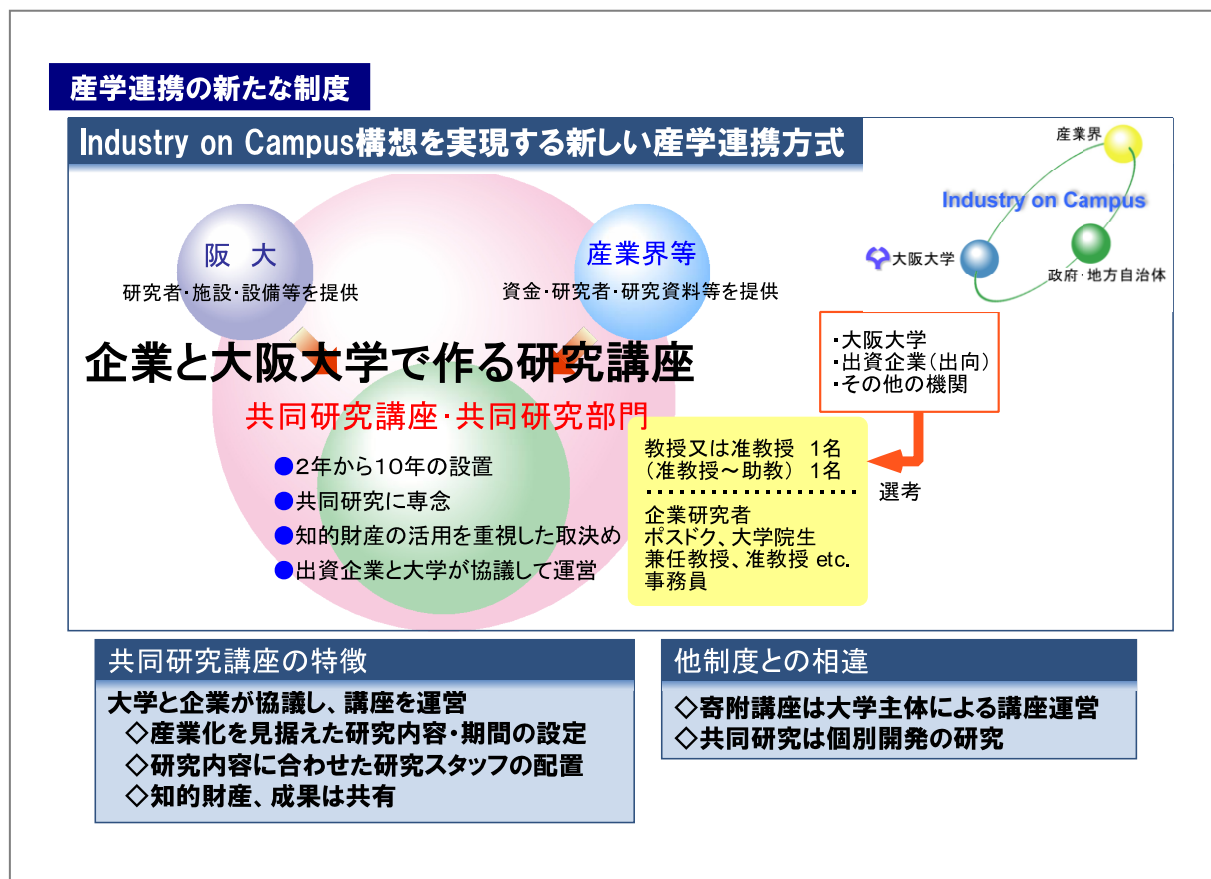 産学連携の新たな制度
Industry on Campus構想を実現する新しい産学連携方式
産業界
Industry on Campus
大阪大学
政府・地方自治体
阪 大
研究者・施設・設備等を提供
産業界等
資金・研究者・研究資料等を提供
企業と大阪大学で作る研究講座
共同研究講座・共同研究部門
●2年から10年の設置
●共同研究に専念
●知的財産の活用を重視した取決め
●出資企業と大学が協議して運営
・大阪大学
・出資企業(出向)
・その他の機関
選考
教授又は准教授 1名
(准教授～助教) 1名
企業研究者
ポスドク、大学院生
兼任教授、准教授 etc.
事務員
共同研究講座の特徴
大学と企業が協議し、講座を運営
◇産業化を見据えた研究内容・期間の設定
◇研究内容に合わせた研究スタッフの配置
◇知的財産、成果は共有
他制度との相違
◇寄附講座は大学主体による講座運営
◇共同研究は個別開発の研究